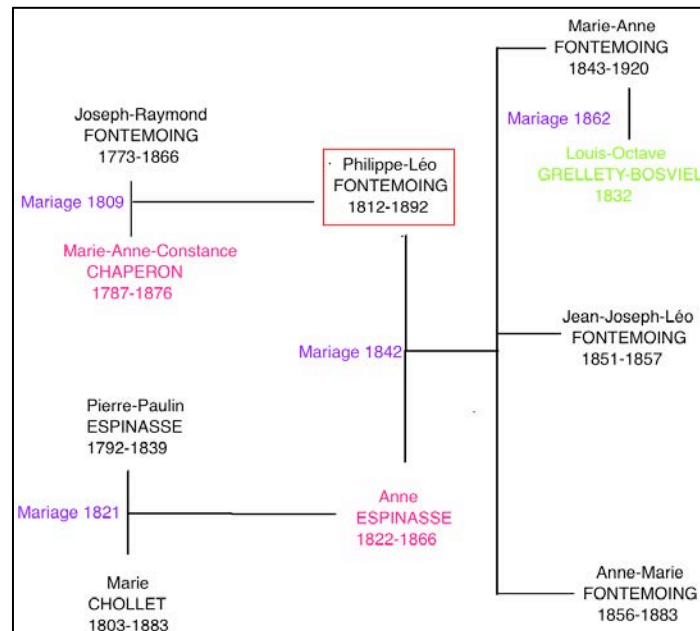 Marie-Anne
FONTEMOING
1843-1920
Mariage 1862
Louis-Octave
GRELLETY-BOSVIEL
1832
Joseph-Raymond
FONTEMOING
1773-1866
Mariage 1809
Marie-Anne-Constance
CHAPERON
1787-1876
Philippe-Léo
FONTEMOING
1812-1892
Mariage 1842
Jean-Joseph-Léo
FONTEMOING
1851-1857
Pierre-Paulin
ESPINASSE
1792-1839
Mariage 1821
Marie
CHOLLET
1803-1883
Anne
ESPINASSE
1822-1866
Anne-Marie
FONTEMOING
1856-1883